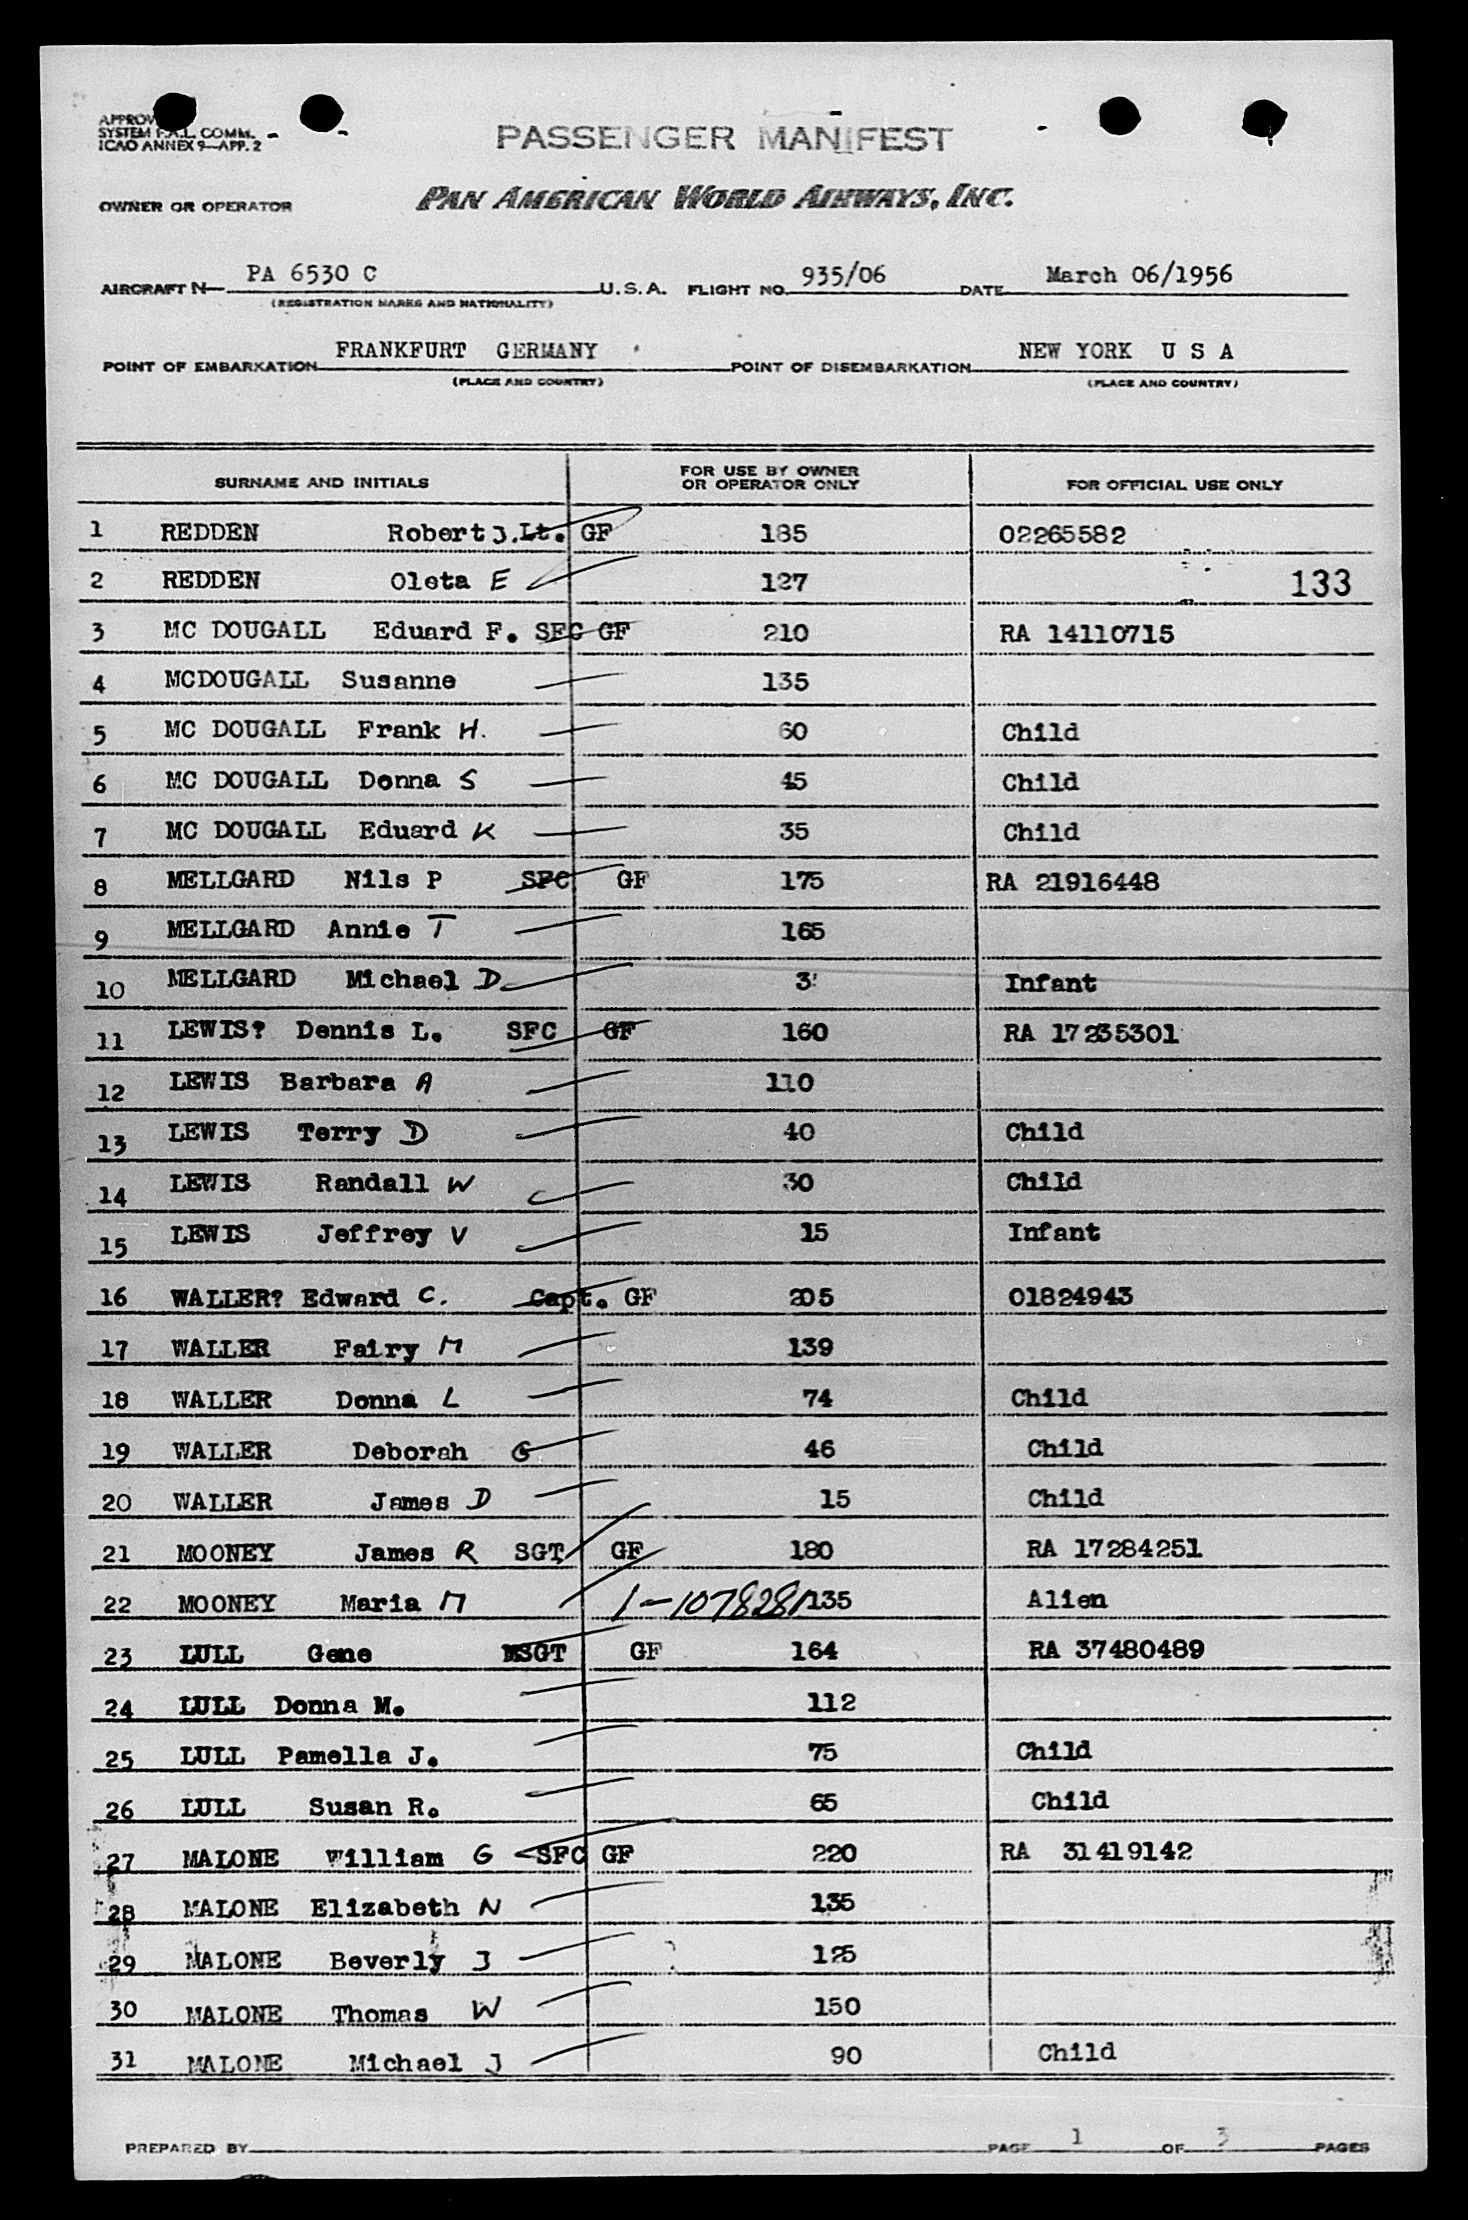 SYSTEM F.A.L. COMM.
ICAO ANNEX 9—APP. 2
PASSENGER MANIFEST
OWNER OR OPERATOR PAN AMERICAN WORLD AIRWAYS, INC.
AIRCRAFT N— PA 6530 C U.S.A. FLIGHT NO. 935/06 DATE March 06/1956
(REGISTRATION MARKS AND NATIONALITY)
POINT OF EMBARKATION FRANKFURT GERMANY POINT OF DISEMBARKATION NEW YORK U S A
(PLACE AND COUNTRY) (PLACE AND COUNTRY)
SURNAME AND INITIALS FOR USE BY OWNER OR OPERATOR ONLY FOR OFFICIAL USE ONLY
1 REDDEN Robert J. Lt. GF 185 02265582
2 REDDEN Oleta E 127 133
3 MC DOUGALL Eduard F. SFC GF 210 RA 14110715
4 MCDOUGALL Susanne 135
5 MC DOUGALL Frank H. 60 Child
6 MC DOUGALL Donna S 45 Child
7 MC DOUGALL Eduard K 35 Child
8 MELLGARD Nils P SFC GF 175 RA 21916448
9 MELLGARD Annie T 165
10 MELLGARD Michael D 3 Infant
11 LEWIS? Dennis L. SFC GF 160 RA 17235301
12 LEWIS Barbara A 110
13 LEWIS Terry D 40 Child
14 LEWIS Randall W 30 Child
15 LEWIS Jeffrey V 15 Infant
16 WALLER? Edward C. Capt. GF 205 01824943
17 WALLER Fairy M 139
18 WALLER Donna L 74 Child
19 WALLER Deborah G 46 Child
20 WALLER James D 15 Child
21 MOONEY James R SGT GF 180 RA 17284251
22 MOONEY Maria M 1-1078281 135 Alien
23 LULL Gene MSGT GF 164 RA 37480489
24 LULL Donna M. 112
25 LULL Pamella J. 75 Child
26 LULL Susan R. 65 Child
27 MALONE William G SFC GF 220 RA 31419142
28 MALONE Elizabeth N 135
29 MALONE Beverly J 125
30 MALONE Thomas W 150
31 MALONE Michael J 90 Child
PREPARED BY PAGE 1 OF 3 PAGES